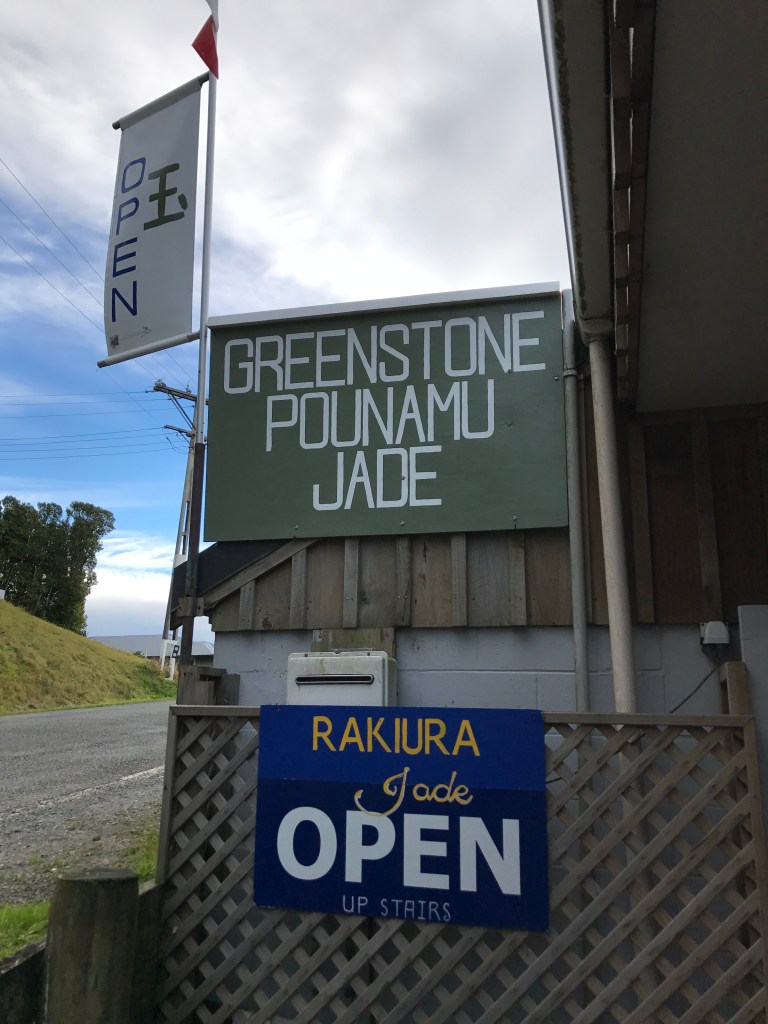 OPEN
玉
GREENSTONE
POUNAMU
JADE
RAKIURA
Jade
OPEN
UP STAIRS